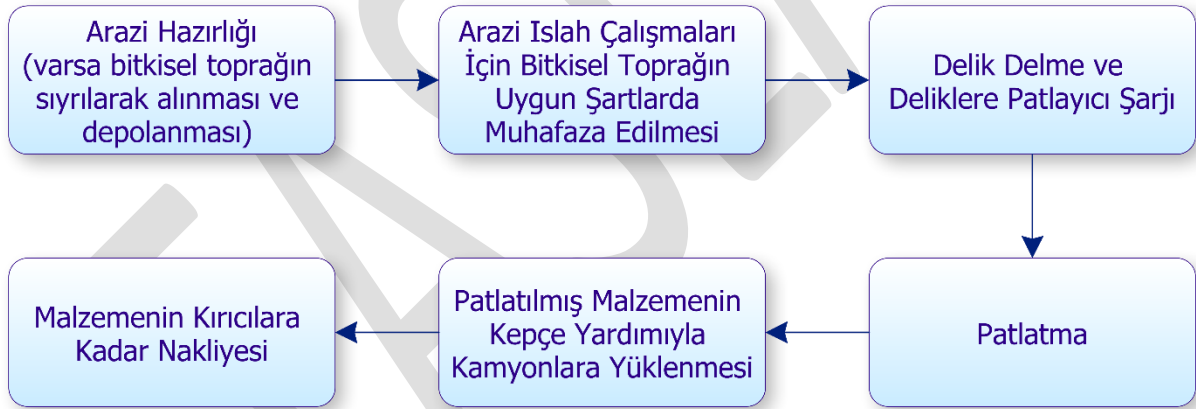 Arazi Hazırlığı
(varsa bitkisel toprağın
sıyrılarak alınması ve
depolanması)
Arazi Islah Çalışmaları
İçin Bitkisel Toprağın
Uygun Şartlarda
Muhafaza Edilmesi
Delik Delme ve
Deliklere Patlayıcı Şarjı
Patlatma
Patlatılmış Malzemenin
Kepçe Yardımıyla
Kamyonlara Yüklenmesi
Malzemenin Kırıcılara
Kadar Nakliyesi